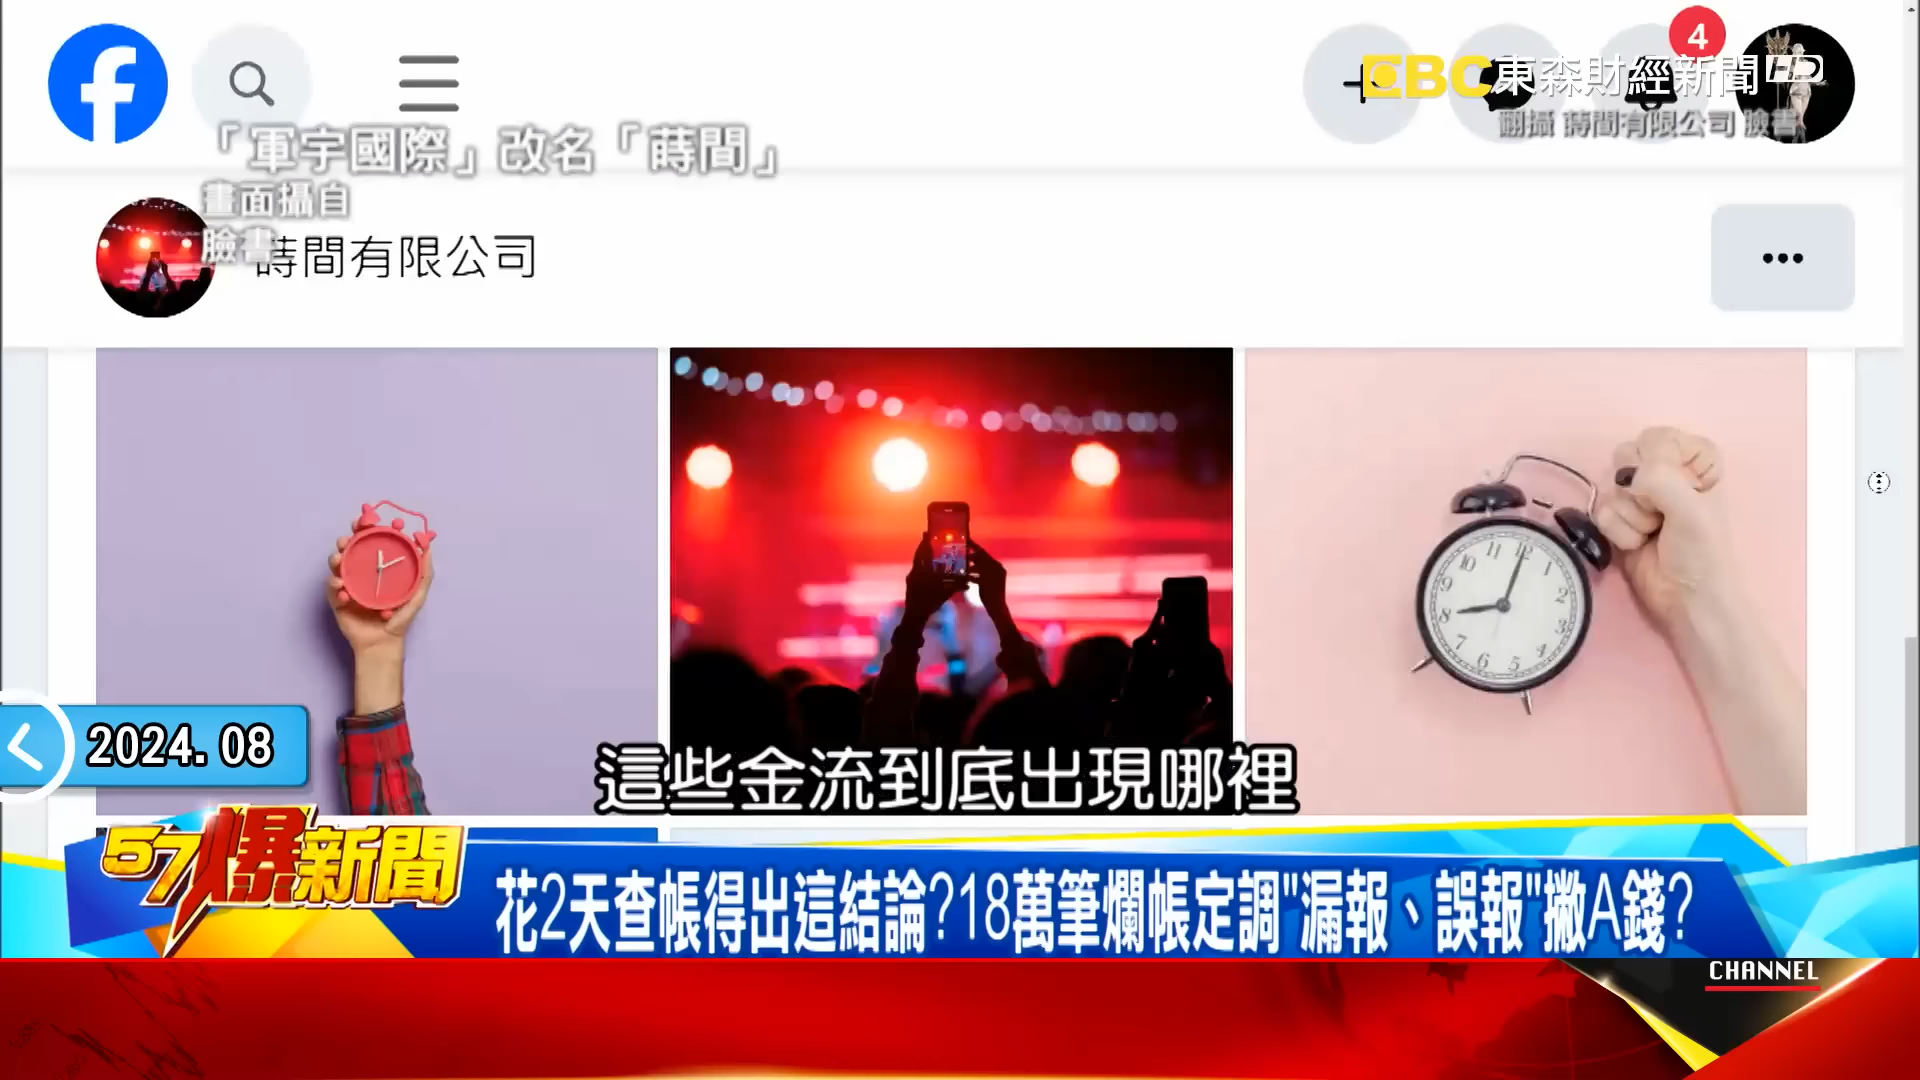 4
EBC東森財經新聞HD
翻攝 蒔間有限公司 臉書
「軍宇國際」改名「蒔間」
畫面攝自
臉書
蒔間有限公司
2024.08
這些金流到底出現哪裡
57爆新聞
花2天查帳得出這結論?18萬筆爛帳定調"漏報、誤報"撇A錢?
CHANNEL